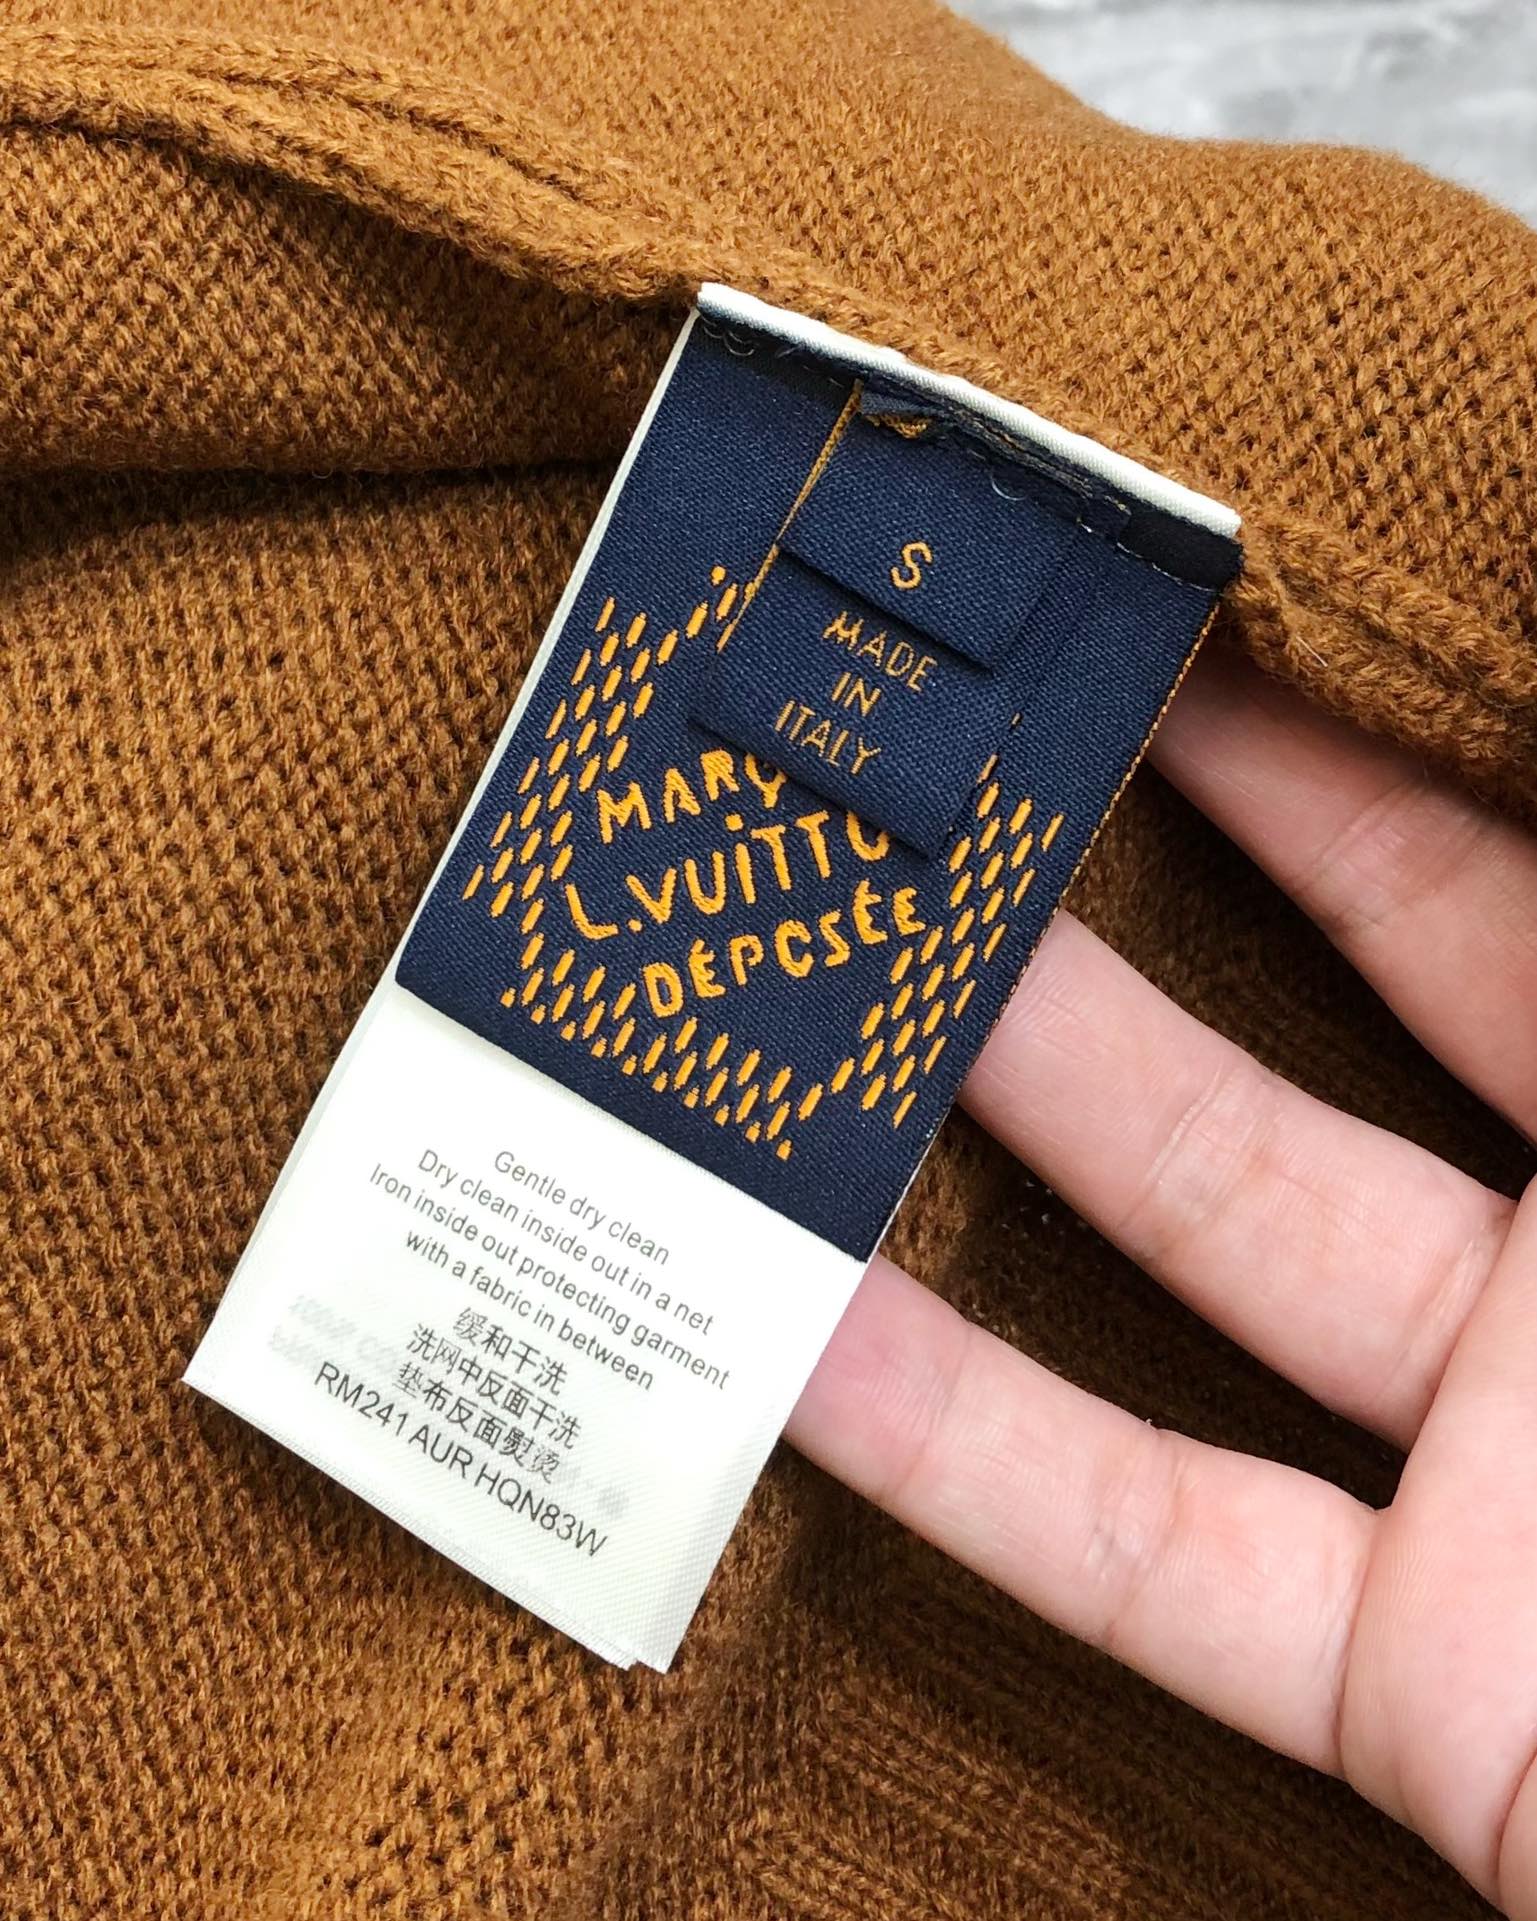 S
MADE
IN
ITALY
L.VUiTTO
DÉPOSÉE
Gentle dry clean
Dry clean inside out in a net
Iron inside out protecting garment
with a fabric in between
缓和干洗
洗网中反面干洗
垫布反面熨烫
RM241 AUR HQN83W